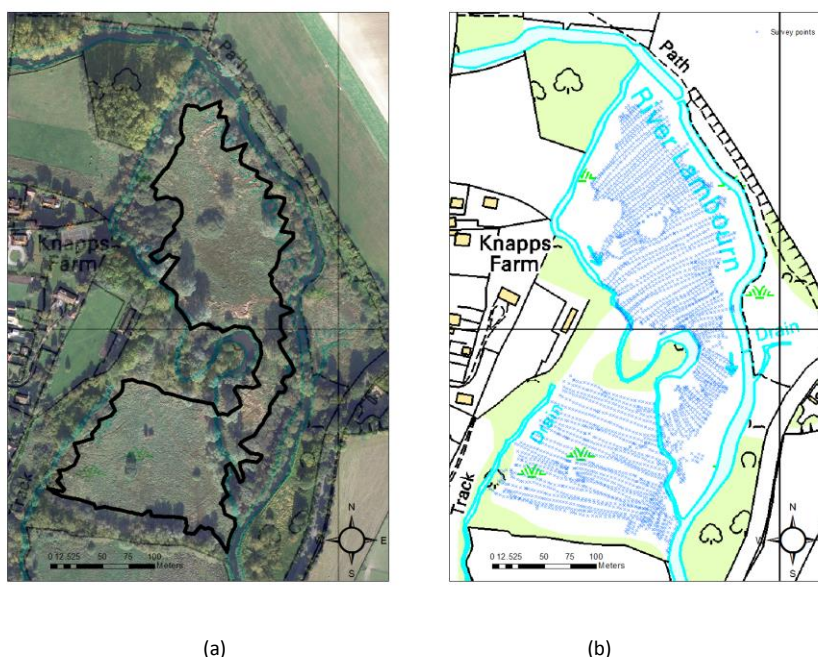 Path
Knapps
Farm
Track
0 12.525 50 75 100
Meters
N
W E
S
(a)
Survey points
Path
River Lambourn
Knapps
Farm
Drain
Drain
Track
0 12.525 50 75 100
Meters
N
W E
S
(b)